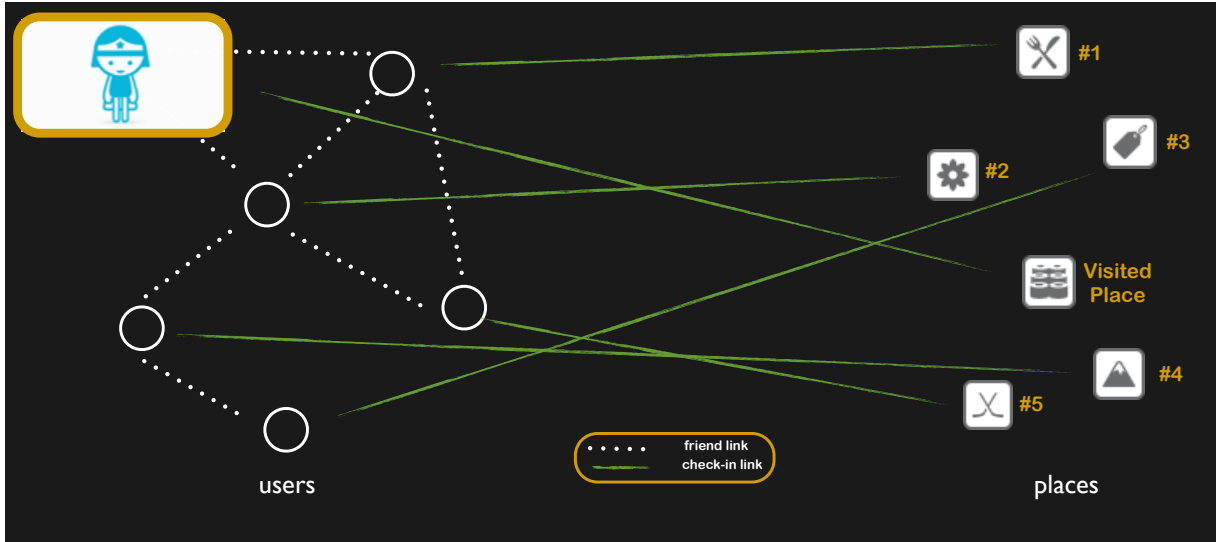 #1
#3
#2
Visited
Place
#4
#5
friend link
check-in link
users
places